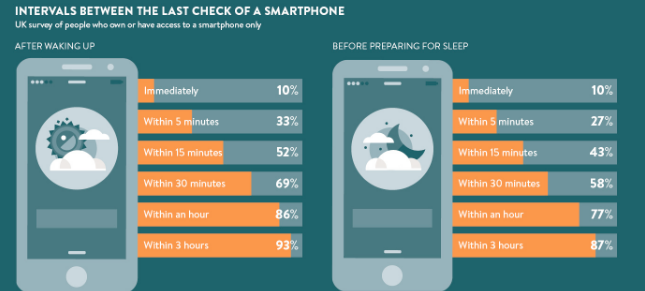 INTERVALS BETWEEN THE LAST CHECK OF A SMARTPHONE
UK survey of people who own or have access to a smartphone only
AFTER WAKING UP
Immediately 10%
Within 5 minutes 33%
Within 15 minutes 52%
Within 30 minutes 69%
Within an hour 86%
Within 3 hours 93%
BEFORE PREPARING FOR SLEEP
Immediately 10%
Within 5 minutes 27%
Within 15 minutes 43%
Within 30 minutes 58%
Within an hour 77%
Within 3 hours 87%